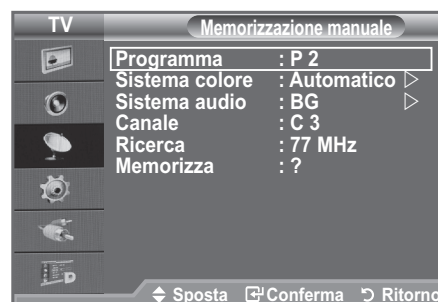 TV
Memorizzazione manuale
Programma : P 2
Sistema colore : Automatico ▷
Sistema audio : BG ▷
Canale : C 3
Ricerca : 77 MHz
Memorizza : ?
Sposta Conferma Ritorno